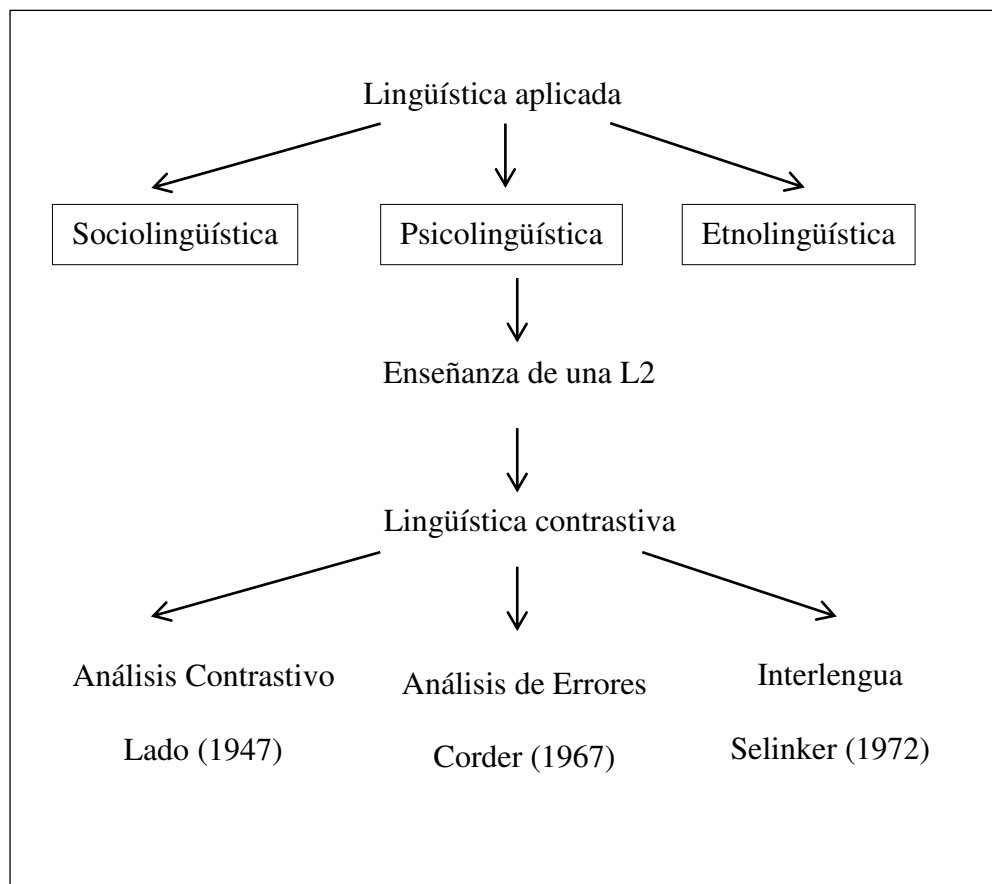 Lingüística aplicada
Sociolingüística
Psicolingüística
Etnolingüística
Enseñanza de una L2
Lingüística contrastiva
Análisis Contrastivo
Lado (1947)
Análisis de Errores
Corder (1967)
Interlengua
Selinker (1972)